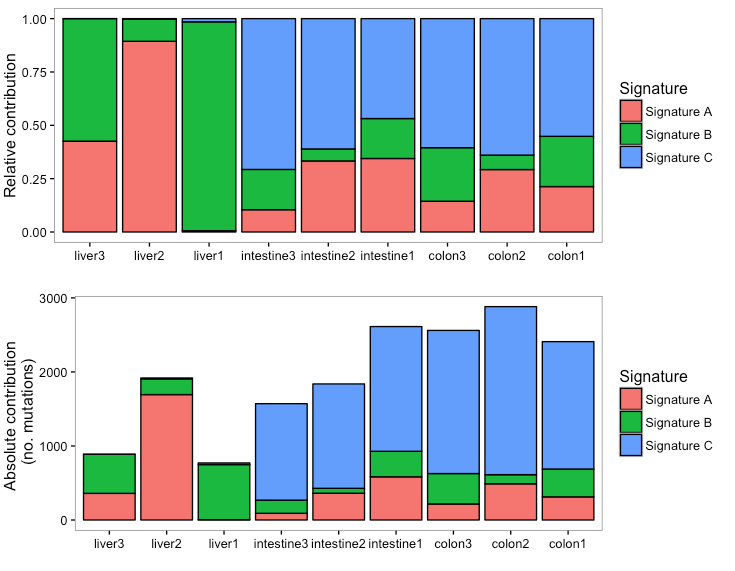 Relative contribution
1.00
0.75
0.50
0.25
0.00
liver3 liver2 liver1 intestine3 intestine2 intestine1 colon3 colon2 colon1
Signature
Signature A
Signature B
Signature C
Absolute contribution
(no. mutations)
3000
2000
1000
0
liver3 liver2 liver1 intestine3 intestine2 intestine1 colon3 colon2 colon1
Signature
Signature A
Signature B
Signature C